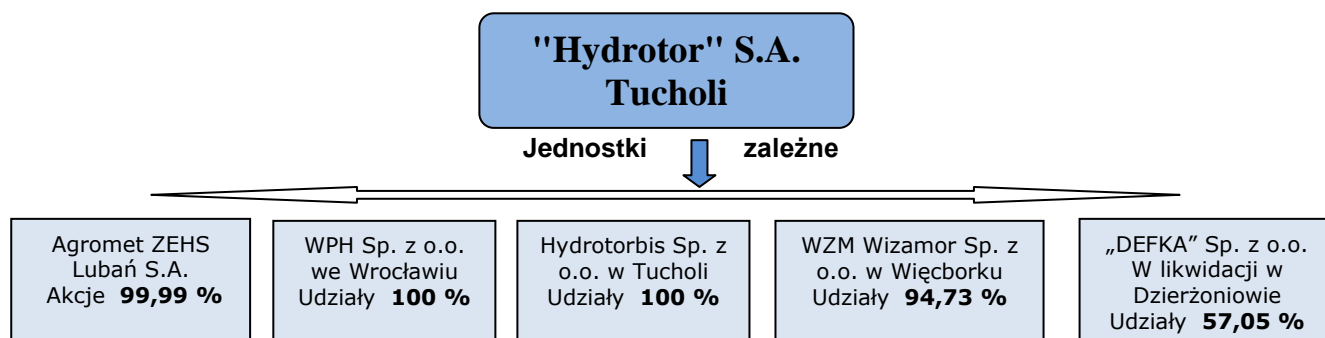 "Hydrotor" S.A.
Tucholi
Jednostki zależne
Agromet ZEHS
Lubań S.A.
Akcje 99,99 %
WPH Sp. z o.o.
we Wrocławiu
Udziały 100 %
Hydrotorbis Sp. z
o.o. w Tucholi
Udziały 100 %
WZM Wizamor Sp. z
o.o. w Więcborku
Udziały 94,73 %
„DEFKA” Sp. z o.o.
W likwidacji w
Dzierżoniowie
Udziały 57,05 %